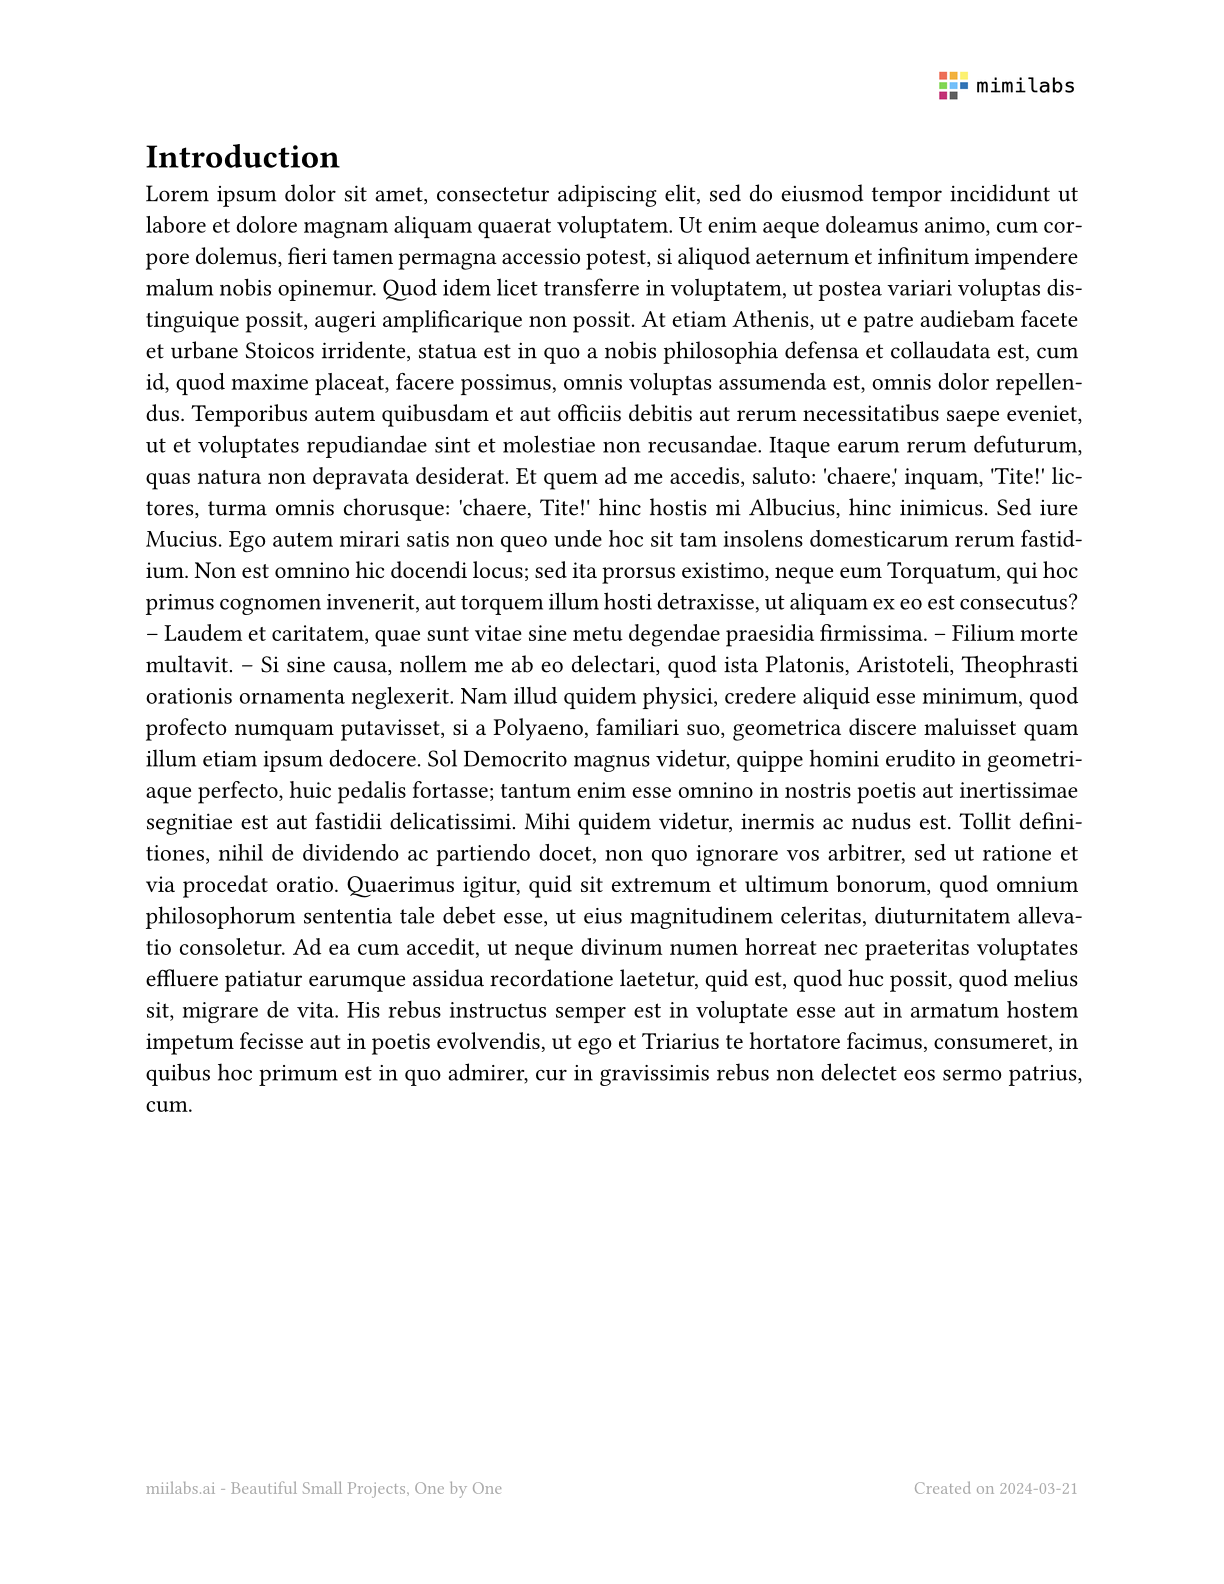 mimilabs
Introduction
Lorem ipsum dolor sit amet, consectetur adipiscing elit, sed do eiusmod tempor incididunt ut
labore et dolore magnam aliquam quaerat voluptatem. Ut enim aeque doleamus animo, cum cor-
pore dolemus, fieri tamen permagna accessio potest, si aliquod aeternum et infinitum impendere
malum nobis opinemur. Quod idem licet transferre in voluptatem, ut postea variari voluptas dis-
tinguique possit, augeri amplificarique non possit. At etiam Athenis, ut e patre audiebam facete
et urbane Stoicos irridente, statua est in quo a nobis philosophia defensa et collaudata est, cum
id, quod maxime placeat, facere possimus, omnis voluptas assumenda est, omnis dolor repellen-
dus. Temporibus autem quibusdam et aut officiis debitis aut rerum necessitatibus saepe eveniet,
ut et voluptates repudiandae sint et molestiae non recusandae. Itaque earum rerum defuturum,
quas natura non depravata desiderat. Et quem ad me accedis, saluto: 'chaere,' inquam, 'Tite!' lic-
tores, turma omnis chorusque: 'chaere, Tite!' hinc hostis mi Albucius, hinc inimicus. Sed iure
Mucius. Ego autem mirari satis non queo unde hoc sit tam insolens domesticarum rerum fastid-
ium. Non est omnino hic docendi locus; sed ita prorsus existimo, neque eum Torquatum, qui hoc
primus cognomen invenerit, aut torquem illum hosti detraxisse, ut aliquam ex eo est consecutus?
– Laudem et caritatem, quae sunt vitae sine metu degendae praesidia firmissima. – Filium morte
multavit. – Si sine causa, nollem me ab eo delectari, quod ista Platonis, Aristoteli, Theophrasti
orationis ornamenta neglexerit. Nam illud quidem physici, credere aliquid esse minimum, quod
profecto numquam putavisset, si a Polyaeno, familiari suo, geometrica discere maluisset quam
illum etiam ipsum dedocere. Sol Democrito magnus videtur, quippe homini erudito in geometri-
aque perfecto, huic pedalis fortasse; tantum enim esse omnino in nostris poetis aut inertissimae
segnitiae est aut fastidii delicatissimi. Mihi quidem videtur, inermis ac nudus est. Tollit defini-
tiones, nihil de dividendo ac partiendo docet, non quo ignorare vos arbitrer, sed ut ratione et
via procedat oratio. Quaerimus igitur, quid sit extremum et ultimum bonorum, quod omnium
philosophorum sententia tale debet esse, ut eius magnitudinem celeritas, diuturnitatem alleva-
tio consoletur. Ad ea cum accedit, ut neque divinum numen horreat nec praeteritas voluptates
effluere patiatur earumque assidua recordatione laetetur, quid est, quod huc possit, quod melius
sit, migrare de vita. His rebus instructus semper est in voluptate esse aut in armatum hostem
impetum fecisse aut in poetis evolvendis, ut ego et Triarius te hortatore facimus, consumeret, in
quibus hoc primum est in quo admirer, cur in gravissimis rebus non delectet eos sermo patrius,
cum.
miilabs.ai - Beautiful Small Projects, One by One
Created on 2024-03-21